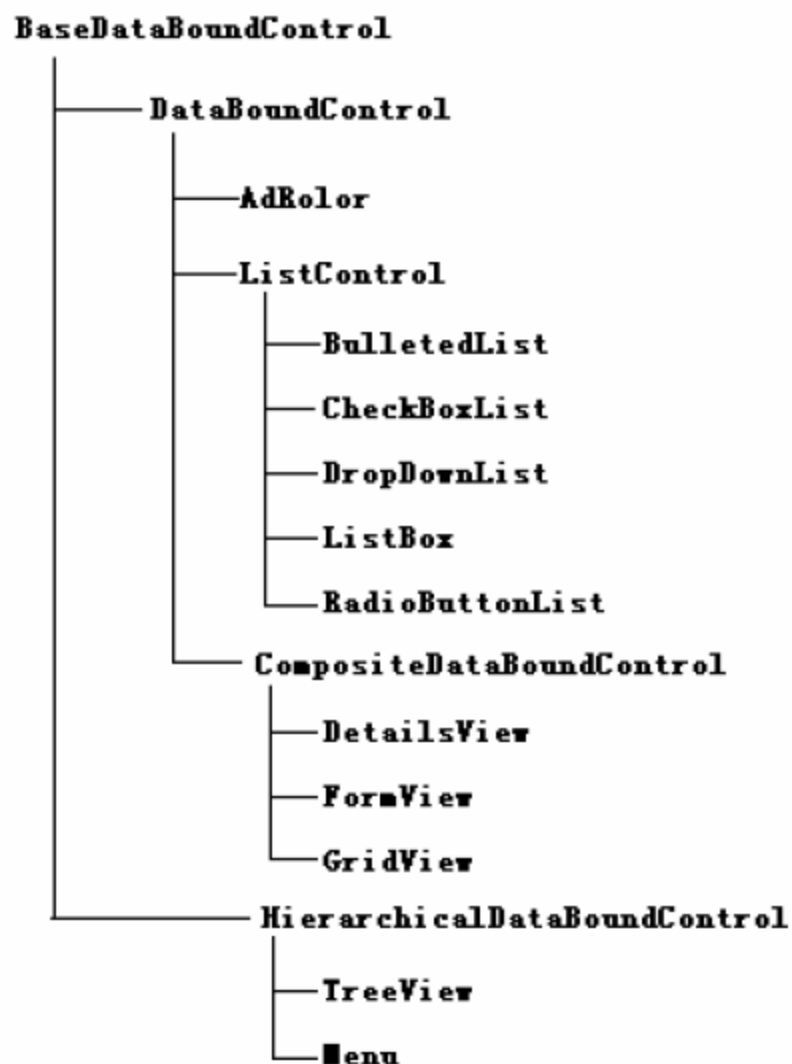 BaseDataBoundControl
DataBoundControl
AdRolor
ListControl
BulletedList
CheckBoxList
DropDownList
ListBox
RadioButtonList
CompositeDataBoundControl
DetailsView
FormView
GridView
HierarchicalDataBoundControl
TreeView
Menu